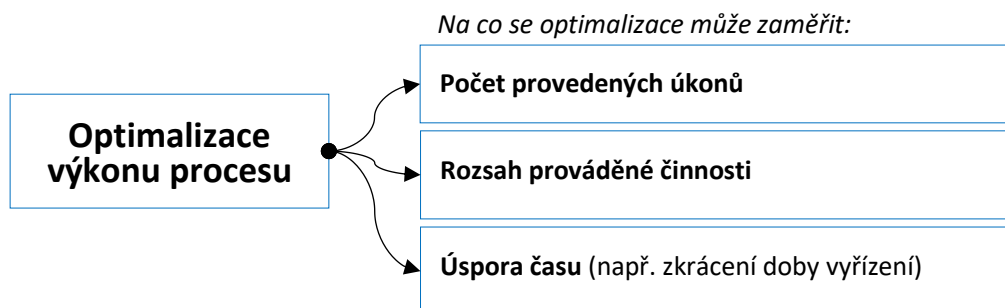 Na co se optimalizace může zaměřit:
Optimalizace
výkonu procesu
Počet provedených úkonů
Rozsah prováděné činnosti
Úspora času (např. zkrácení doby vyřízení)